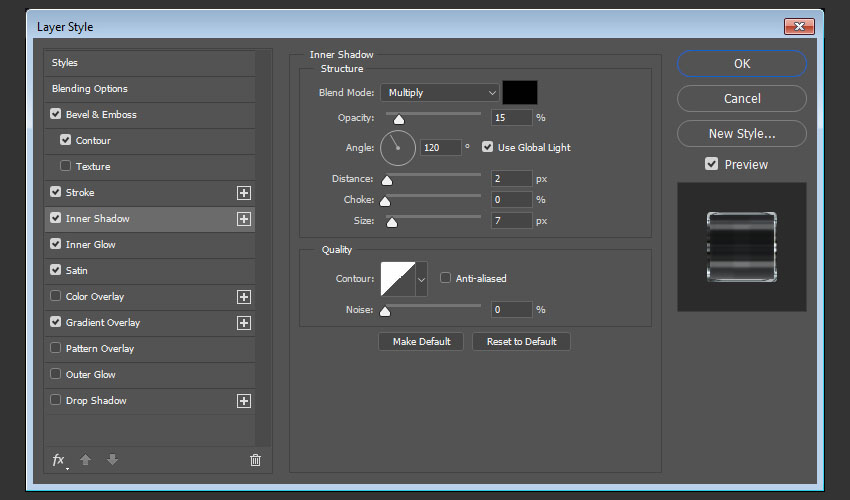 Layer Style
Styles
Blending Options
Bevel & Emboss
Contour
Texture
Stroke
Inner Shadow
Inner Glow
Satin
Color Overlay
Gradient Overlay
Pattern Overlay
Outer Glow
Drop Shadow
fx
Inner Shadow
Structure
Blend Mode: Multiply
Opacity: 15 %
Angle: 120 ° Use Global Light
Distance: 2 px
Choke: 0 %
Size: 7 px
Quality
Contour: Anti-aliased
Noise: 0 %
Make Default Reset to Default
OK
Cancel
New Style...
Preview